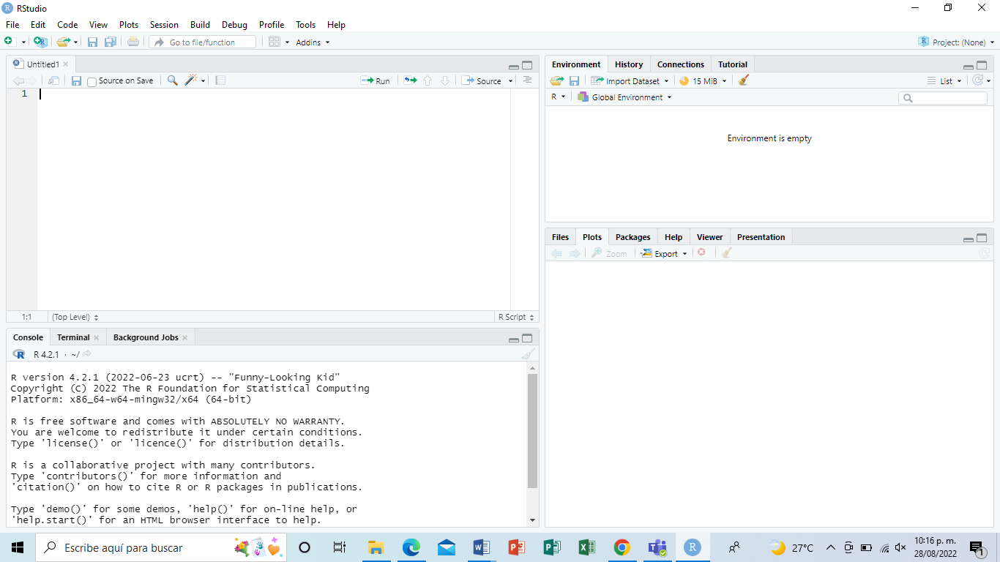 RStudio
File Edit Code View Plots Session Build Debug Profile Tools Help
Go to file/function Addins Project: (None)
Untitled1
Source on Save Run Source
1
1:1 (Top Level) R Script
Console Terminal Background Jobs
R 4.2.1 · ~/
R version 4.2.1 (2022-06-23 ucrt) -- "Funny-Looking Kid"
Copyright (C) 2022 The R Foundation for Statistical Computing
Platform: x86_64-w64-mingw32/x64 (64-bit)
R is free software and comes with ABSOLUTELY NO WARRANTY.
You are welcome to redistribute it under certain conditions.
Type 'license()' or 'licence()' for distribution details.
R is a collaborative project with many contributors.
Type 'contributors()' for more information and
'citation()' on how to cite R or R packages in publications.
Type 'demo()' for some demos, 'help()' for on-line help, or
'help.start()' for an HTML browser interface to help.
Environment History Connections Tutorial
Import Dataset 15 MiB List
R Global Environment
Environment is empty
Files Plots Packages Help Viewer Presentation
Zoom Export
Escribe aquí para buscar
27°C
10:16 p. m.
28/08/2022
1